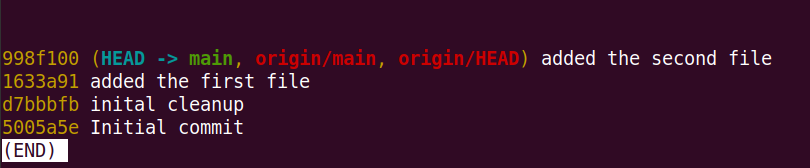 998f100 (HEAD -> main, origin/main, origin/HEAD) added the second file
1633a91 added the first file
d7bbbfb inital cleanup
5005a5e Initial commit
(END)